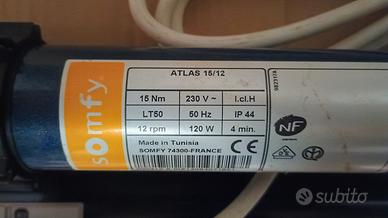 somfy
ATLAS 15/12
15 Nm 230 V ~ I.cl.H
LT50 50 Hz IP 44
12 rpm 120 W 4 min.
Made in Tunisia
SOMFY 74300-FRANCE
CE
NF
subito